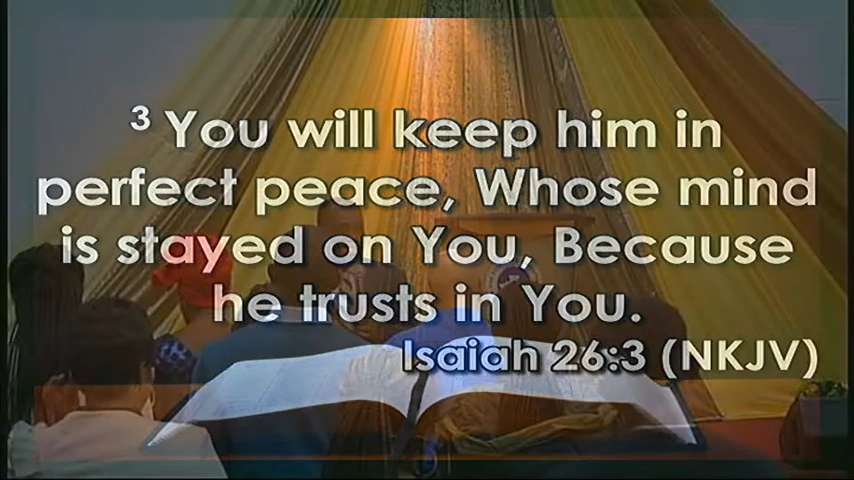 3 You will keep him in
perfect peace, Whose mind
is stayed on You, Because
he trusts in You.
Isaiah 26:3 (NKJV)